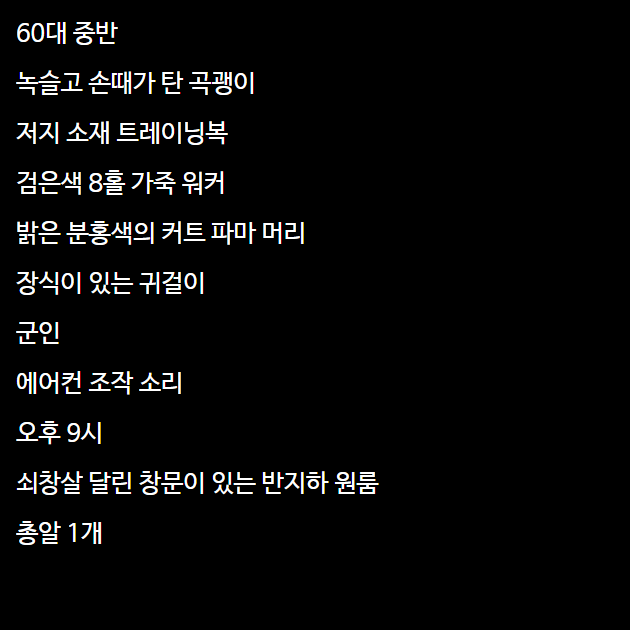 60대 중반
녹슬고 손때가 탄 곡괭이
저지 소재 트레이닝복
검은색 8홀 가죽 워커
밝은 분홍색의 커트 파마 머리
장식이 있는 귀걸이
군인
에어컨 조작 소리
오후 9시
쇠창살 달린 창문이 있는 반지하 원룸
총알 1개